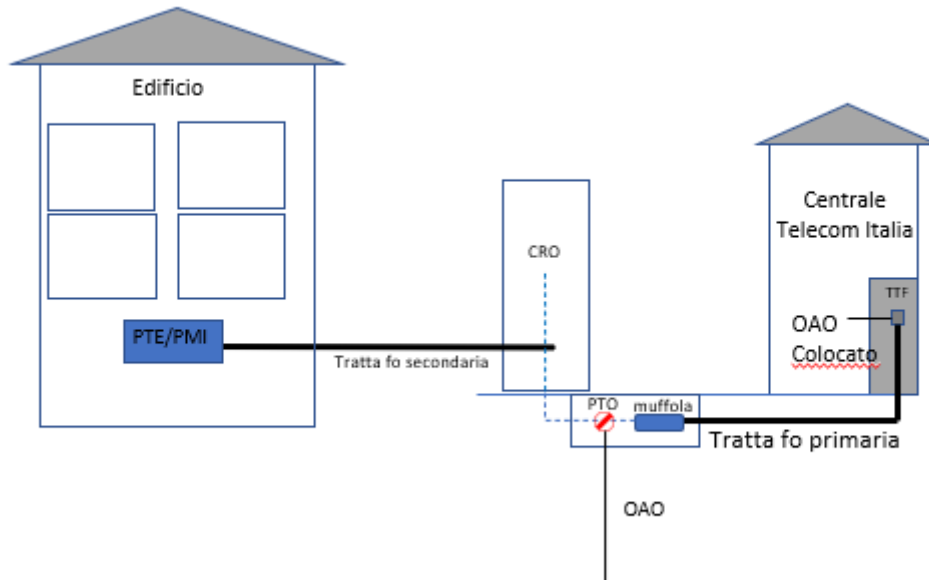 Edificio
PTE/PMI
Tratta fo secondaria
CRO
PTO
muffola
OAO
Tratta fo primaria
Centrale
Telecom Italia
TTF
OAO
Colocato